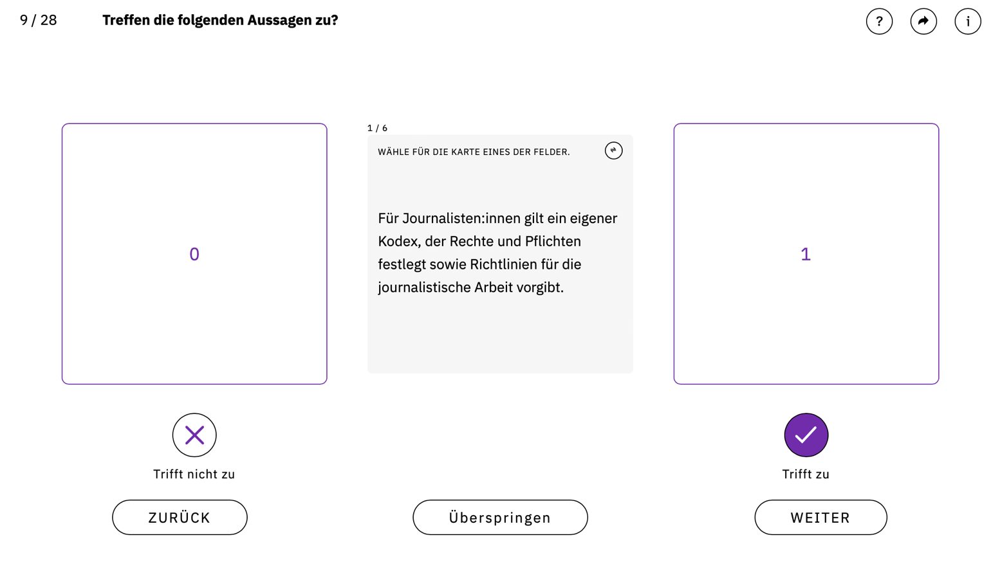 9 / 28
Treffen die folgenden Aussagen zu?
?
i
0
1 / 6
WÄHLE FÜR DIE KARTE EINES DER FELDER.
Für Journalisten:innen gilt ein eigener
Kodex, der Rechte und Pflichten
festlegt sowie Richtlinien für die
journalistische Arbeit vorgibt.
1
Trifft nicht zu
Trifft zu
ZURÜCK
Überspringen
WEITER